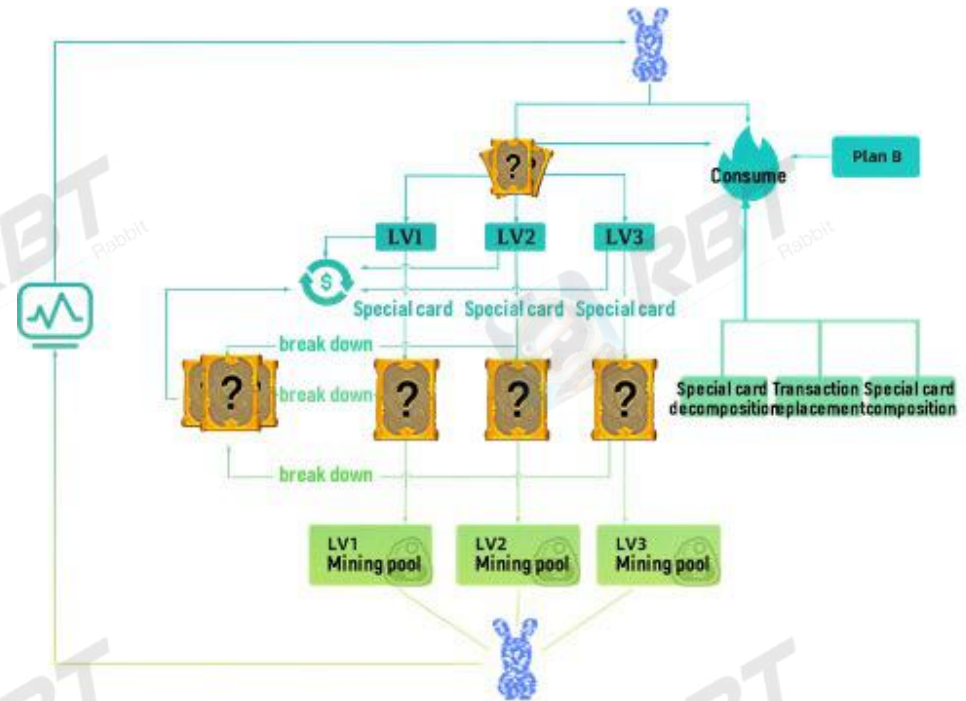 ?
Consume
Plan B
LV1
LV2
LV3
RBT
Rabbit
RBT
Rabbit
$
Special card
Special card
Special card
break down
break down
break down
?
?
?
?
Special card
decomposition
Transaction
replacement
Special card
composition
LV1
Mining pool
LV2
Mining pool
LV3
Mining pool
RBT
RBT